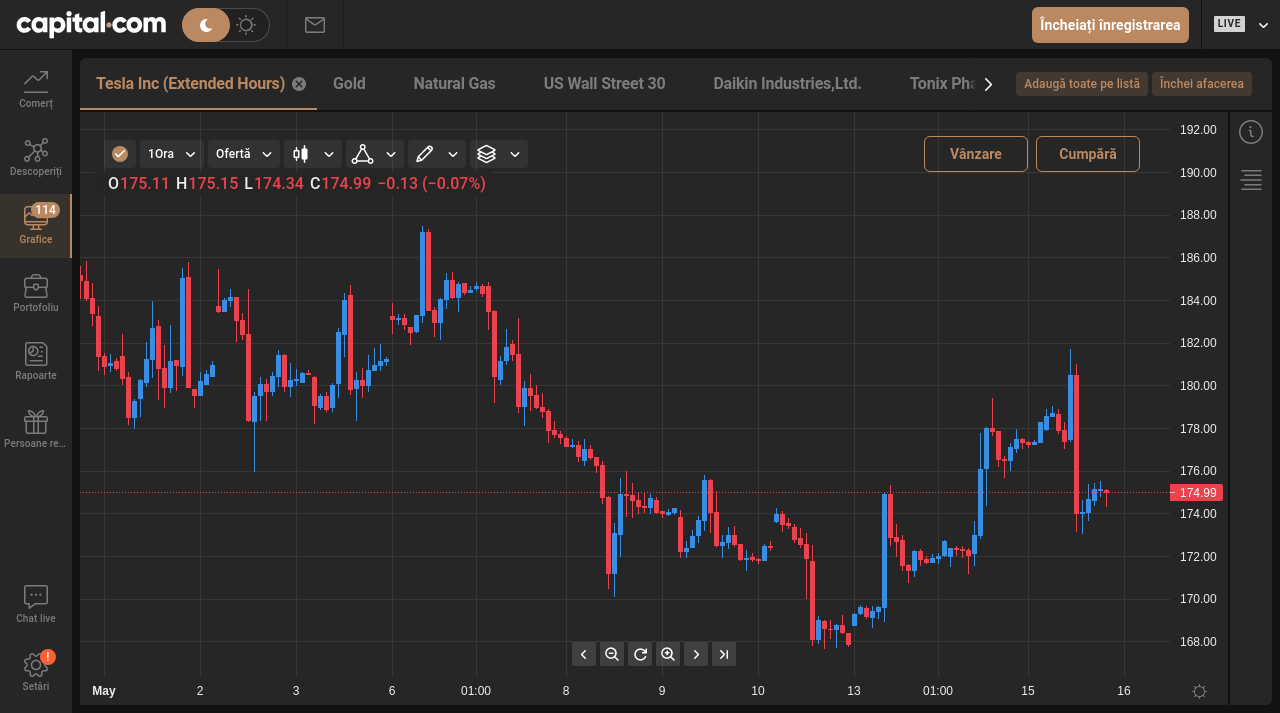 capital.com
Încheiați înregistrarea
LIVE
Comerț
Descoperiți
114
Grafice
Portofoliu
Rapoarte
Persoane re...
Chat live
!
Setări
Tesla Inc (Extended Hours)
Gold
Natural Gas
US Wall Street 30
Daikin Industries,Ltd.
Tonix Pha
Adaugă toate pe listă
Închei afacerea
1Ora
Ofertă
Vânzare
Cumpără
O175.11 H175.15 L174.34 C174.99 −0.13 (−0.07%)
192.00
190.00
188.00
186.00
184.00
182.00
180.00
178.00
176.00
174.99
174.00
172.00
170.00
168.00
May 2 3 6 01:00 8 9 10 13 01:00 15 16